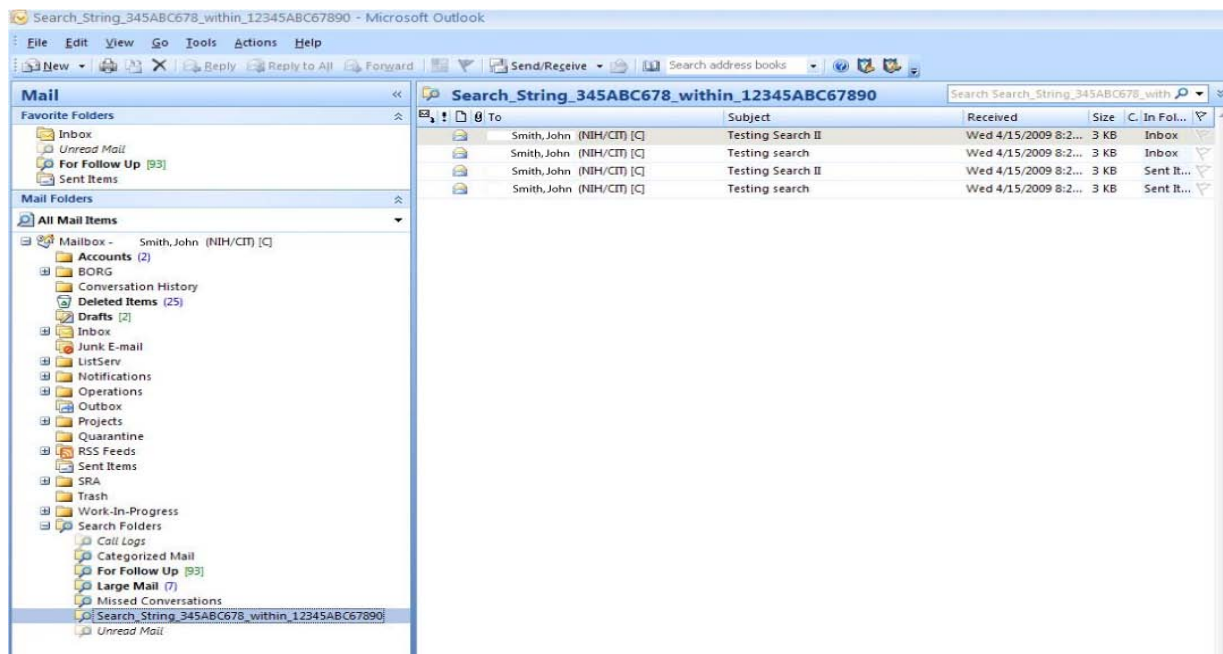 Search_String_345ABC678_within_12345ABC67890 - Microsoft Outlook
File Edit View Go Tools Actions Help
New Reply Reply to All Forward Send/Receive Search address books
Mail «
Favorite Folders
Inbox
Unread Mail
For Follow Up [93]
Sent Items
Mail Folders
All Mail Items
Mailbox - Smith, John (NIH/CIT) [C]
Accounts (2)
BORG
Conversation History
Deleted Items (25)
Drafts [2]
Inbox
Junk E-mail
ListServ
Notifications
Operations
Outbox
Projects
Quarantine
RSS Feeds
Sent Items
SRA
Trash
Work-In-Progress
Search Folders
Call Logs
Categorized Mail
For Follow Up [93]
Large Mail (7)
Missed Conversations
Search_String_345ABC678_within_12345ABC67890
Unread Mail
Search_String_345ABC678_within_12345ABC67890 Search Search_String_345ABC678_with
To Subject Received Size C. In Fol...
Smith, John (NIH/CIT) [C] Testing Search II Wed 4/15/2009 8:2... 3 KB Inbox
Smith, John (NIH/CIT) [C] Testing search Wed 4/15/2009 8:2... 3 KB Inbox
Smith, John (NIH/CIT) [C] Testing Search II Wed 4/15/2009 8:2... 3 KB Sent It...
Smith, John (NIH/CIT) [C] Testing search Wed 4/15/2009 8:2... 3 KB Sent It...